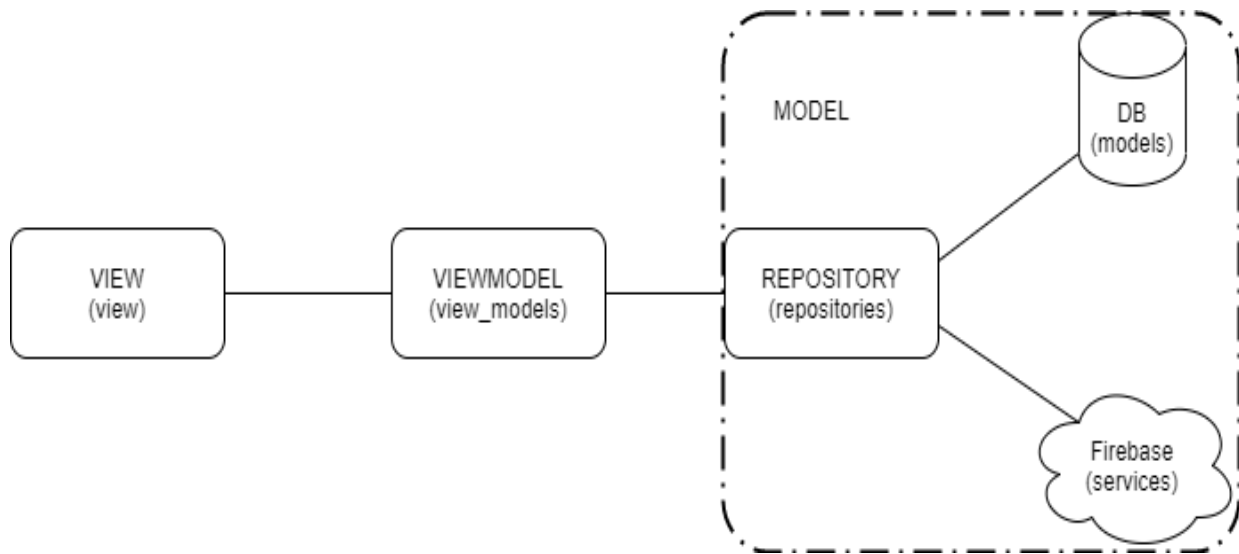 MODEL
DB
(models)
VIEW
(view)
VIEWMODEL
(view_models)
REPOSITORY
(repositories)
Firebase
(services)